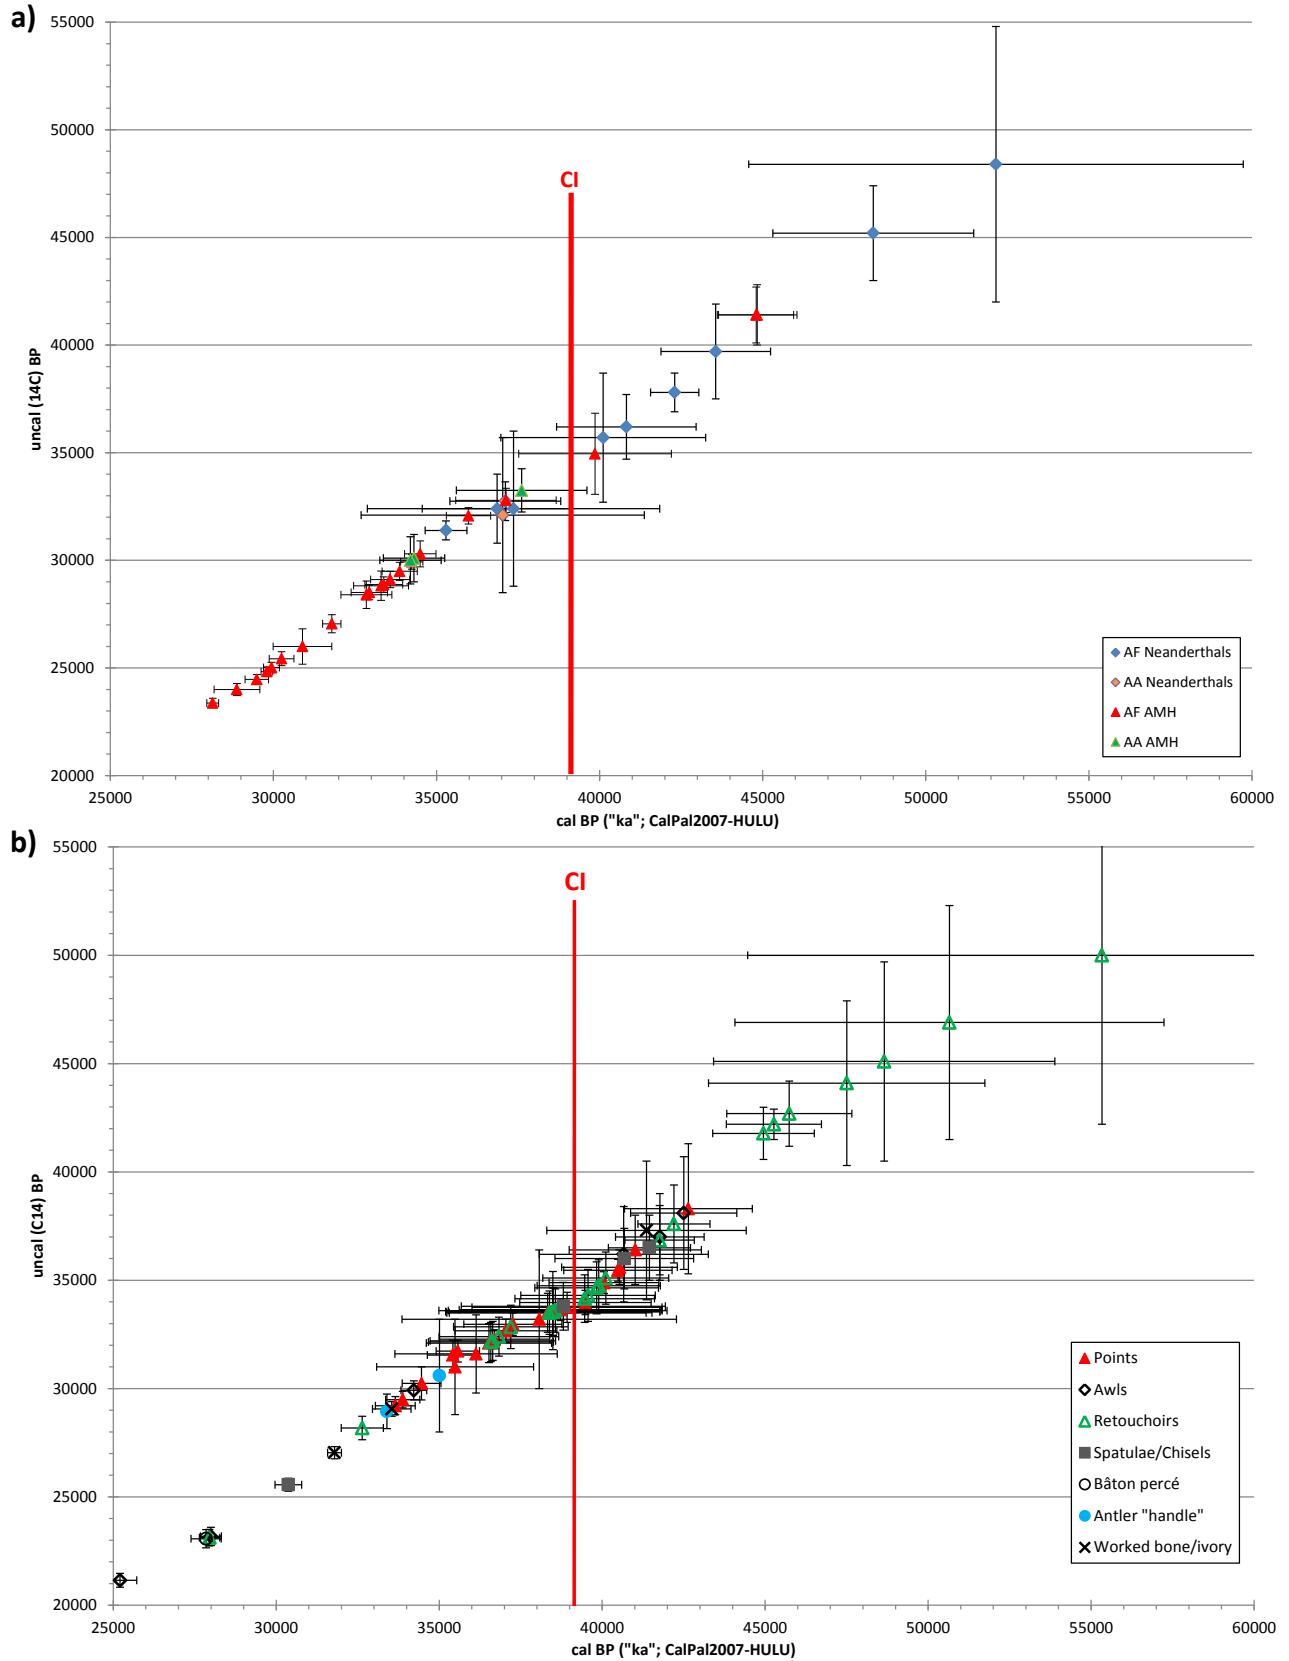 a)
55000
50000
45000
40000
35000
30000
25000
20000
uncal (14C) BP
CI
AF Neanderthals
AA Neanderthals
AF AMH
AA AMH
25000 30000 35000 40000 45000 50000 55000 60000
cal BP ("ka"; CalPal2007-HULU)
b)
55000
50000
45000
40000
35000
30000
25000
20000
uncal (C14) BP
CI
Points
Awls
Retouchoirs
Spatulae/Chisels
Bâton percé
Antler "handle"
Worked bone/ivory
25000 30000 35000 40000 45000 50000 55000 60000
cal BP ("ka"; CalPal2007-HULU)